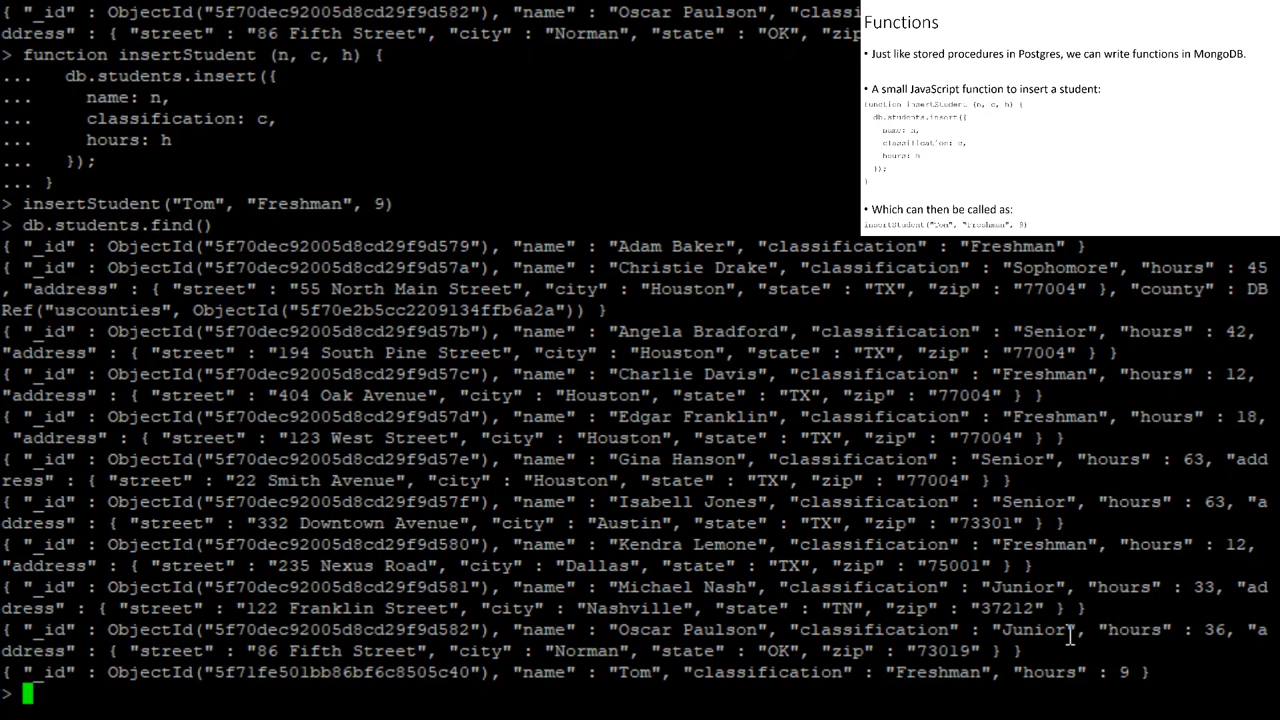 { "_id" : ObjectId("5f70dec92005d8cd29f9d582"), "name" : "Oscar Paulson", "classi
ddress" : { "street" : "86 Fifth Street", "city" : "Norman", "state" : "OK", "zip
> function insertStudent (n, c, h) {
...   db.students.insert({
...     name: n,
...     classification: c,
...     hours: h
...   });
... }
> insertStudent("Tom", "Freshman", 9)
> db.students.find()
{ "_id" : ObjectId("5f70dec92005d8cd29f9d579"), "name" : "Adam Baker", "classification" : "Freshman" }
{ "_id" : ObjectId("5f70dec92005d8cd29f9d57a"), "name" : "Christie Drake", "classification" : "Sophomore", "hours" : 45
, "address" : { "street" : "55 North Main Street", "city" : "Houston", "state" : "TX", "zip" : "77004" }, "county" : DB
Ref("uscounties", ObjectId("5f70e2b5cc2209134ffb6a2a")) }
{ "_id" : ObjectId("5f70dec92005d8cd29f9d57b"), "name" : "Angela Bradford", "classification" : "Senior", "hours" : 42,
"address" : { "street" : "194 South Pine Street", "city" : "Houston", "state" : "TX", "zip" : "77004" } }
{ "_id" : ObjectId("5f70dec92005d8cd29f9d57c"), "name" : "Charlie Davis", "classification" : "Freshman", "hours" : 12,
"address" : { "street" : "404 Oak Avenue", "city" : "Houston", "state" : "TX", "zip" : "77004" } }
{ "_id" : ObjectId("5f70dec92005d8cd29f9d57d"), "name" : "Edgar Franklin", "classification" : "Freshman", "hours" : 18,
"address" : { "street" : "123 West Street", "city" : "Houston", "state" : "TX", "zip" : "77004" } }
{ "_id" : ObjectId("5f70dec92005d8cd29f9d57e"), "name" : "Gina Hanson", "classification" : "Senior", "hours" : 63, "add
ress" : { "street" : "22 Smith Avenue", "city" : "Houston", "state" : "TX", "zip" : "77004" } }
{ "_id" : ObjectId("5f70dec92005d8cd29f9d57f"), "name" : "Isabell Jones", "classification" : "Senior", "hours" : 63, "a
ddress" : { "street" : "332 Downtown Avenue", "city" : "Austin", "state" : "TX", "zip" : "73301" } }
{ "_id" : ObjectId("5f70dec92005d8cd29f9d580"), "name" : "Kendra Lemone", "classification" : "Freshman", "hours" : 12,
"address" : { "street" : "235 Nexus Road", "city" : "Dallas", "state" : "TX", "zip" : "75001" } }
{ "_id" : ObjectId("5f70dec92005d8cd29f9d581"), "name" : "Michael Nash", "classification" : "Junior", "hours" : 33, "ad
dress" : { "street" : "122 Franklin Street", "city" : "Nashville", "state" : "TN", "zip" : "37212" } }
{ "_id" : ObjectId("5f70dec92005d8cd29f9d582"), "name" : "Oscar Paulson", "classification" : "Junior", "hours" : 36, "a
ddress" : { "street" : "86 Fifth Street", "city" : "Norman", "state" : "OK", "zip" : "73019" } }
{ "_id" : ObjectId("5f71fe501bb86bf6c8505c40"), "name" : "Tom", "classification" : "Freshman", "hours" : 9 }
>
Functions
• Just like stored procedures in Postgres, we can write functions in MongoDB.
• A small JavaScript function to insert a student:
function insertStudent (n, c, h) {
  db.students.insert({
    name: n,
    classification: c,
    hours: h
  });
}
• Which can then be called as:
insertStudent("Tom", "Freshman", 9)